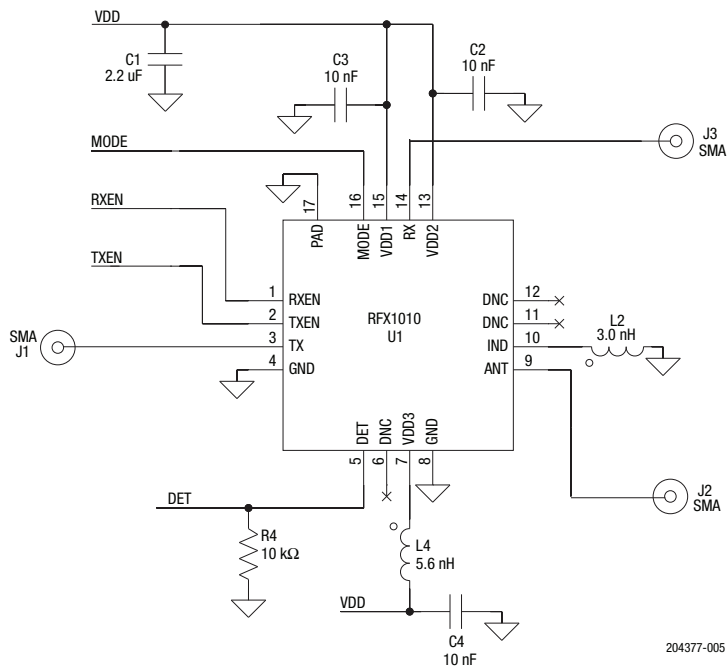 VDD
C1
2.2 uF
C3
10 nF
C2
10 nF
J3
SMA
MODE
RXEN
TXEN
17
16
15
14
13
PAD
MODE
VDD1
RX
VDD2
1
RXEN
2
TXEN
3
TX
4
GND
SMA
J1
RFX1010
U1
DNC
12
DNC
11
IND
10
ANT
9
L2
3.0 nH
DET
DNC
VDD3
GND
5
6
7
8
J2
SMA
DET
R4
10 kΩ
L4
5.6 nH
VDD
C4
10 nF
204377-005